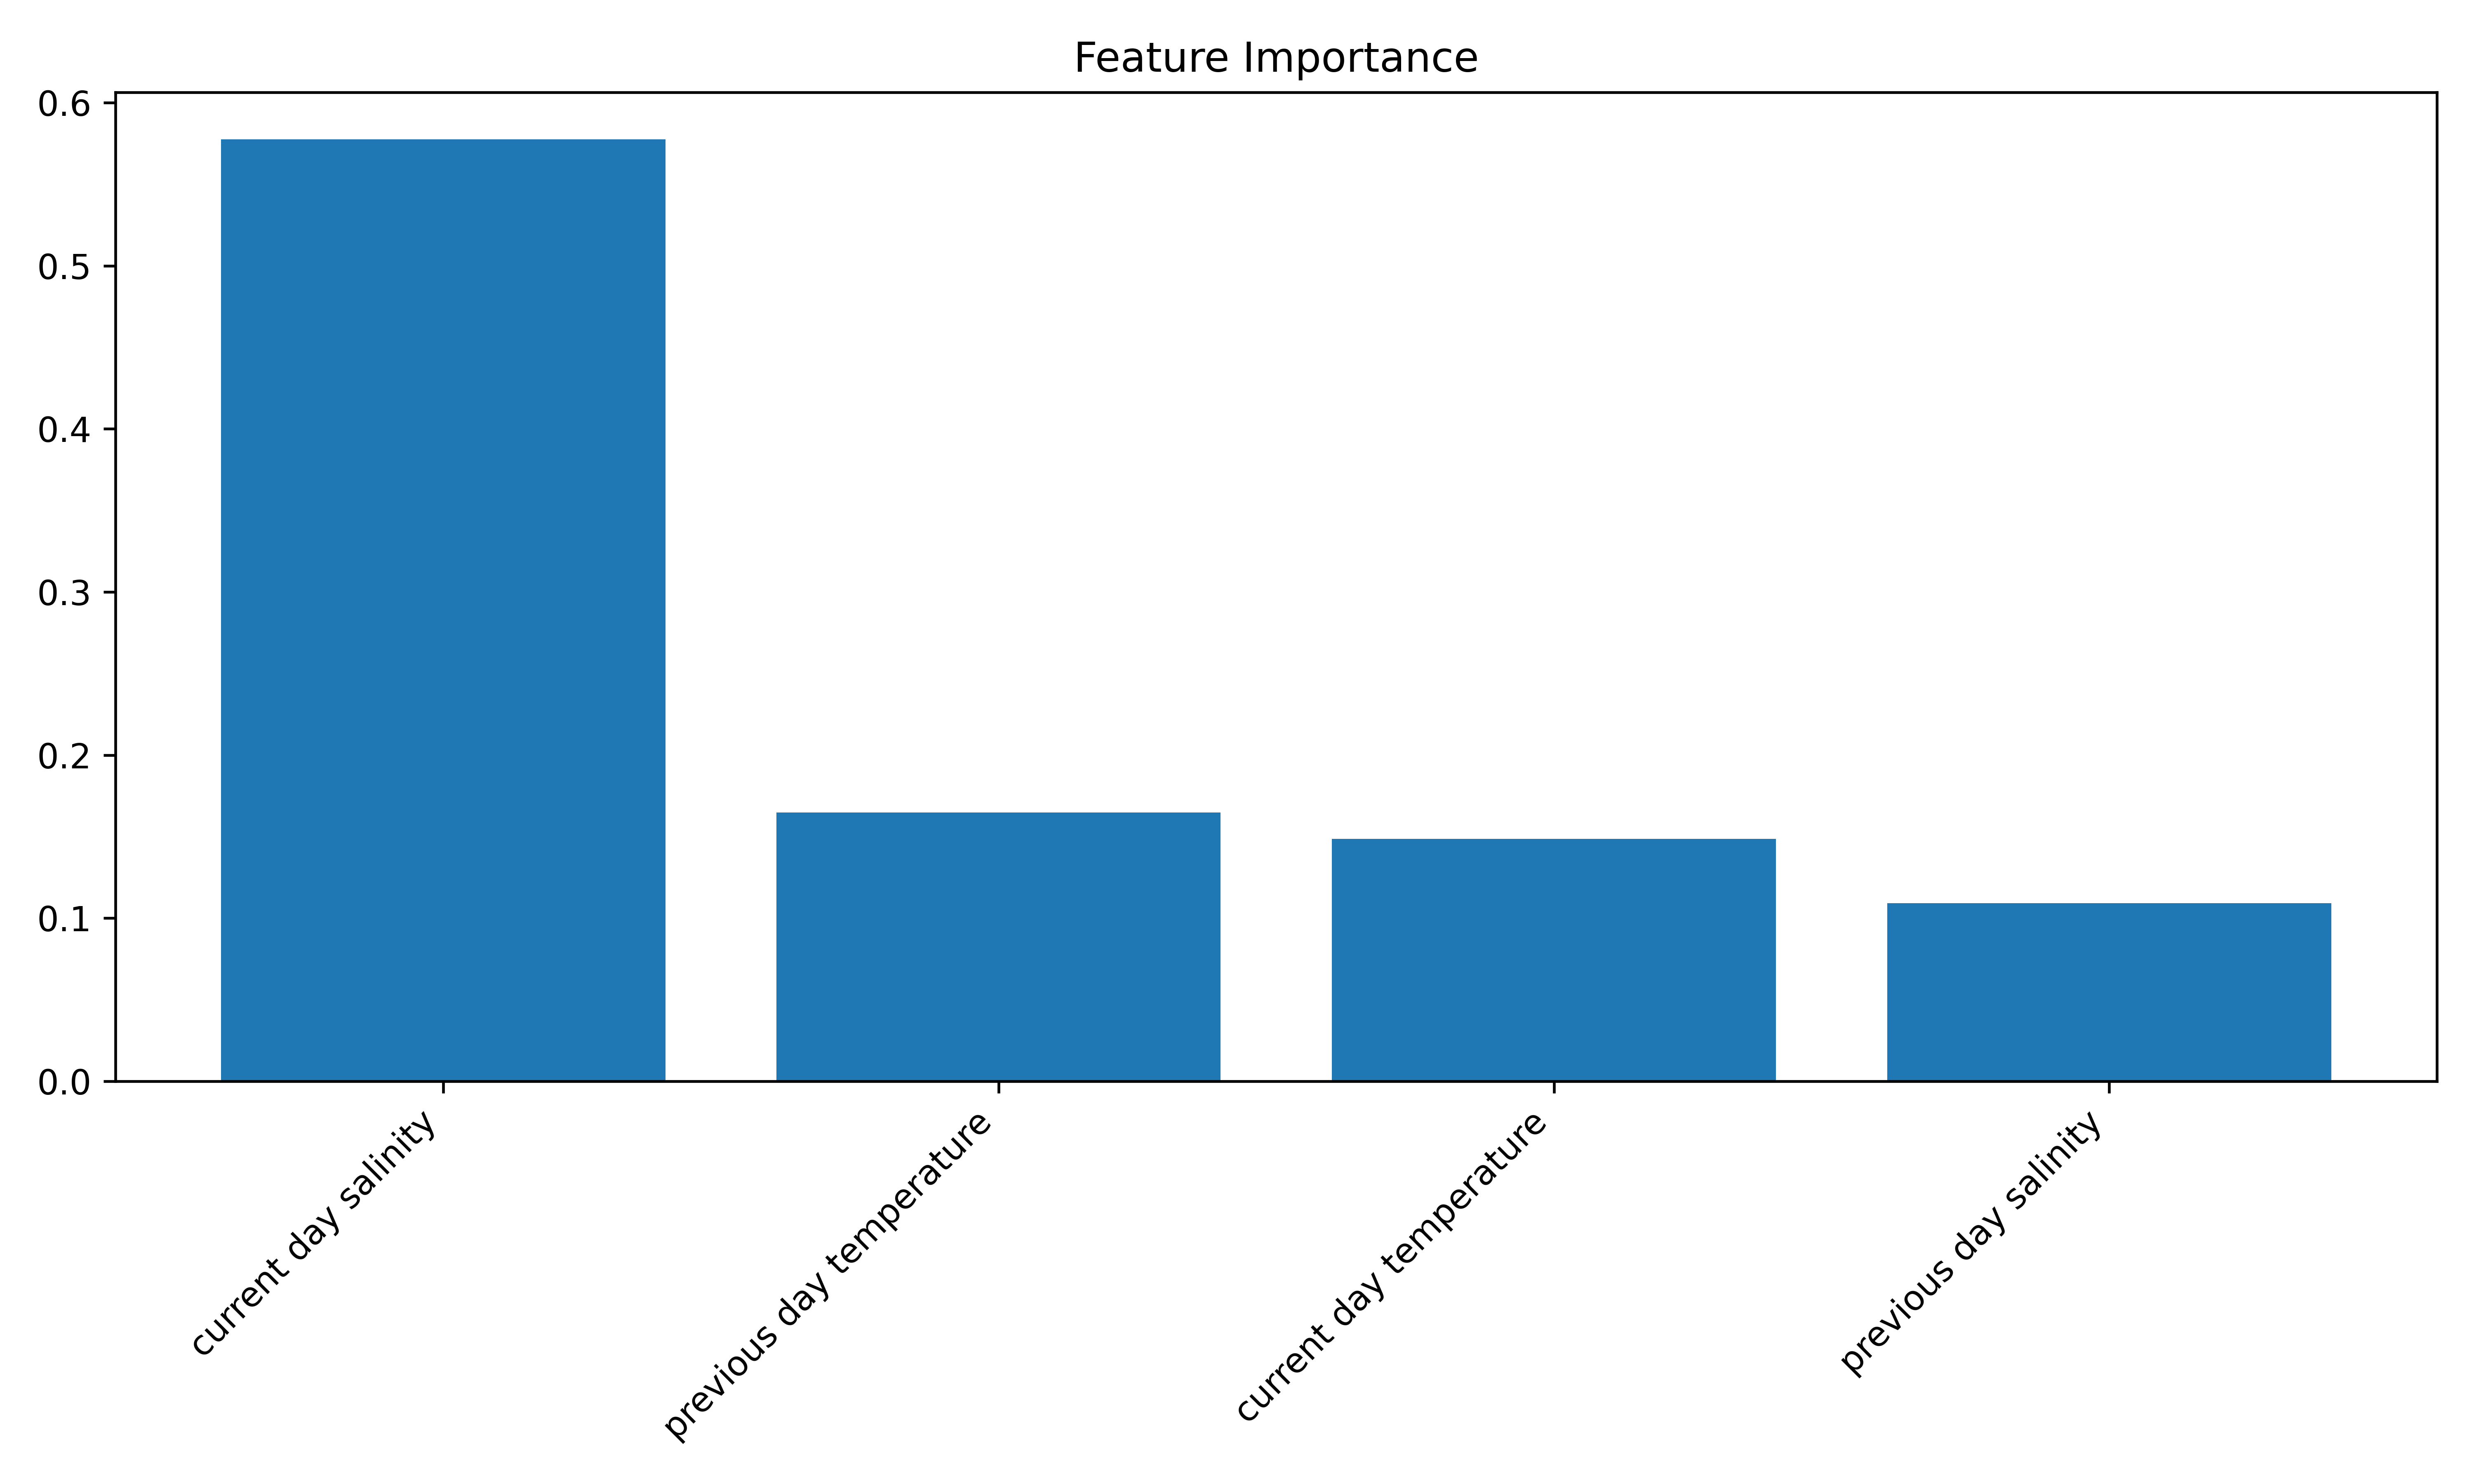 Feature Importance
0.6
0.5
0.4
0.3
0.2
0.1
0.0
current day salinity
previous day temperature
current day temperature
previous day salinity